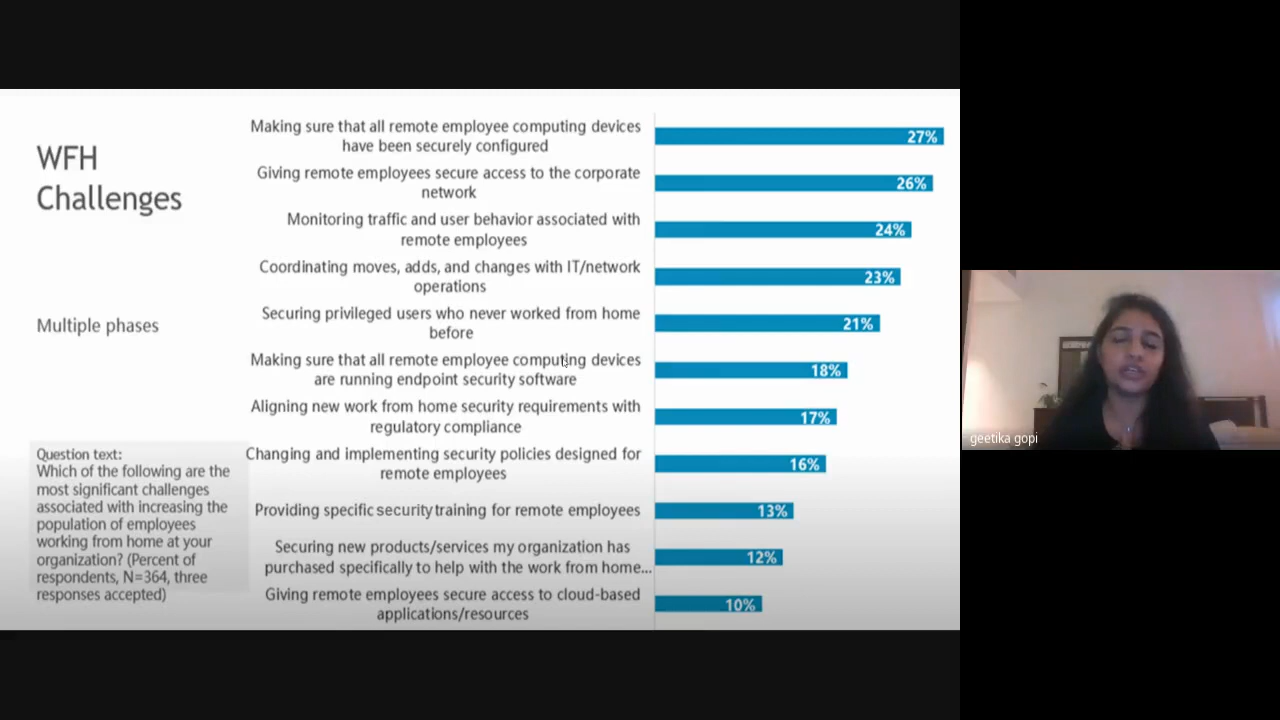 WFH
Challenges
Multiple phases
Question text:
Which of the following are the
most significant challenges
associated with increasing the
population of employees
working from home at your
organization? (Percent of
respondents, N=364, three
responses accepted)
Making sure that all remote employee computing devices
have been securely configured
27%
Giving remote employees secure access to the corporate
network
26%
Monitoring traffic and user behavior associated with
remote employees
24%
Coordinating moves, adds, and changes with IT/network
operations
23%
Securing privileged users who never worked from home
before
21%
Making sure that all remote employee computing devices
are running endpoint security software
18%
Aligning new work from home security requirements with
regulatory compliance
17%
Changing and implementing security policies designed for
remote employees
16%
Providing specific security training for remote employees
13%
Securing new products/services my organization has
purchased specifically to help with the work from home...
12%
Giving remote employees secure access to cloud-based
applications/resources
10%
geetika gopi